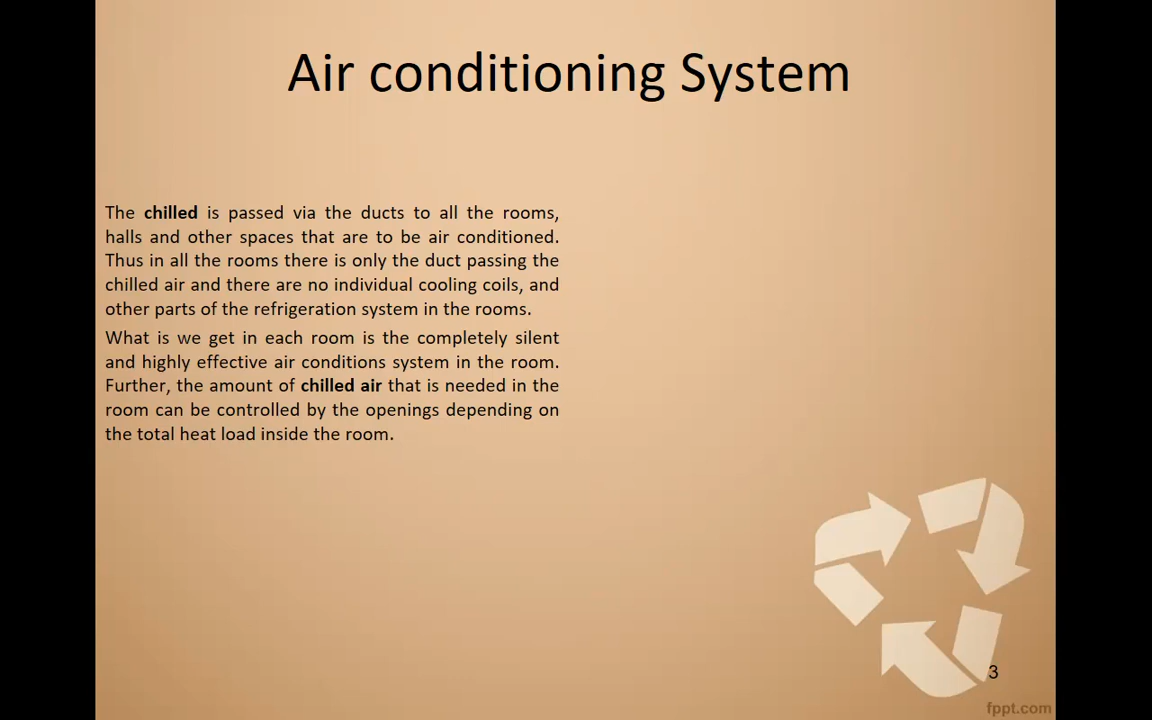 Air conditioning System
The chilled is passed via the ducts to all the rooms,
halls and other spaces that are to be air conditioned.
Thus in all the rooms there is only the duct passing the
chilled air and there are no individual cooling coils, and
other parts of the refrigeration system in the rooms.
What is we get in each room is the completely silent
and highly effective air conditions system in the room.
Further, the amount of chilled air that is needed in the
room can be controlled by the openings depending on
the total heat load inside the room.
3
fppt.com